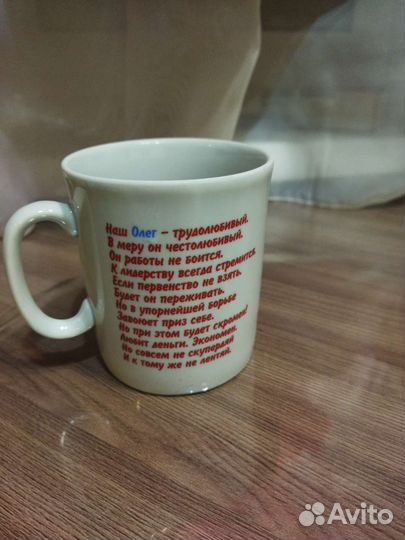 Наш Олег – трудолюбивый.
В меру он честолюбивый.
Он работы не боится.
К лидерству всегда стремится.
Если первенство не взять,
Будет он переживать.
Но в упорнейшей борьбе
Завоюет приз себе.
Но при этом будет скромен!
Любит деньги. Экономен.
Но совсем не скупердяй
И к тому же не лентяй.
Avito